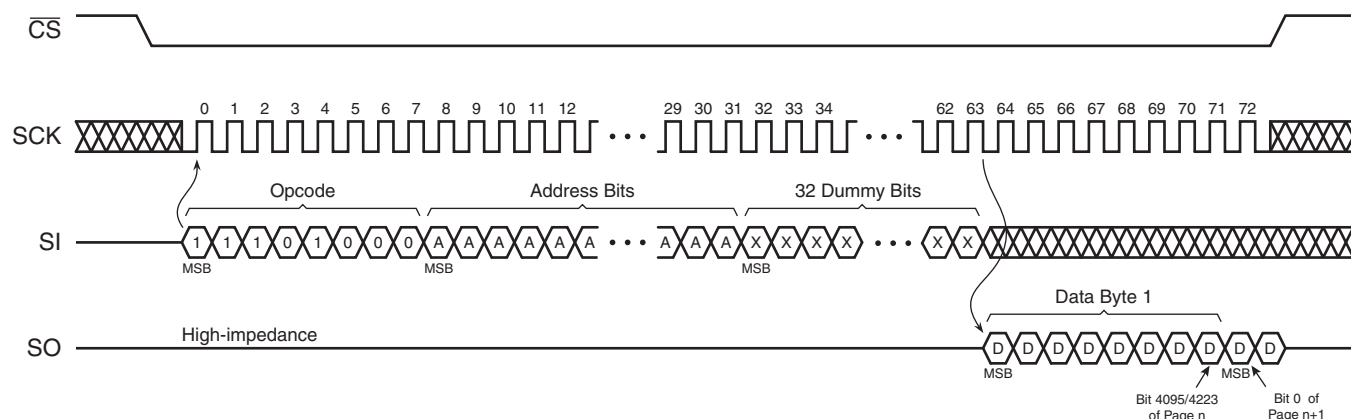 CS
SCK
0 1 2 3 4 5 6 7 8 9 10 11 12 29 30 31 32 33 34 62 63 64 65 66 67 68 69 70 71 72
Opcode Address Bits 32 Dummy Bits
SI
1 1 1 0 1 0 0 0 A A A A A A A A A X X X X X X
MSB MSB MSB
Data Byte 1
SO
High-impedance
D D D D D D D D D D
MSB MSB
Bit 4095/4223
of Page n
Bit 0 of
Page n+1